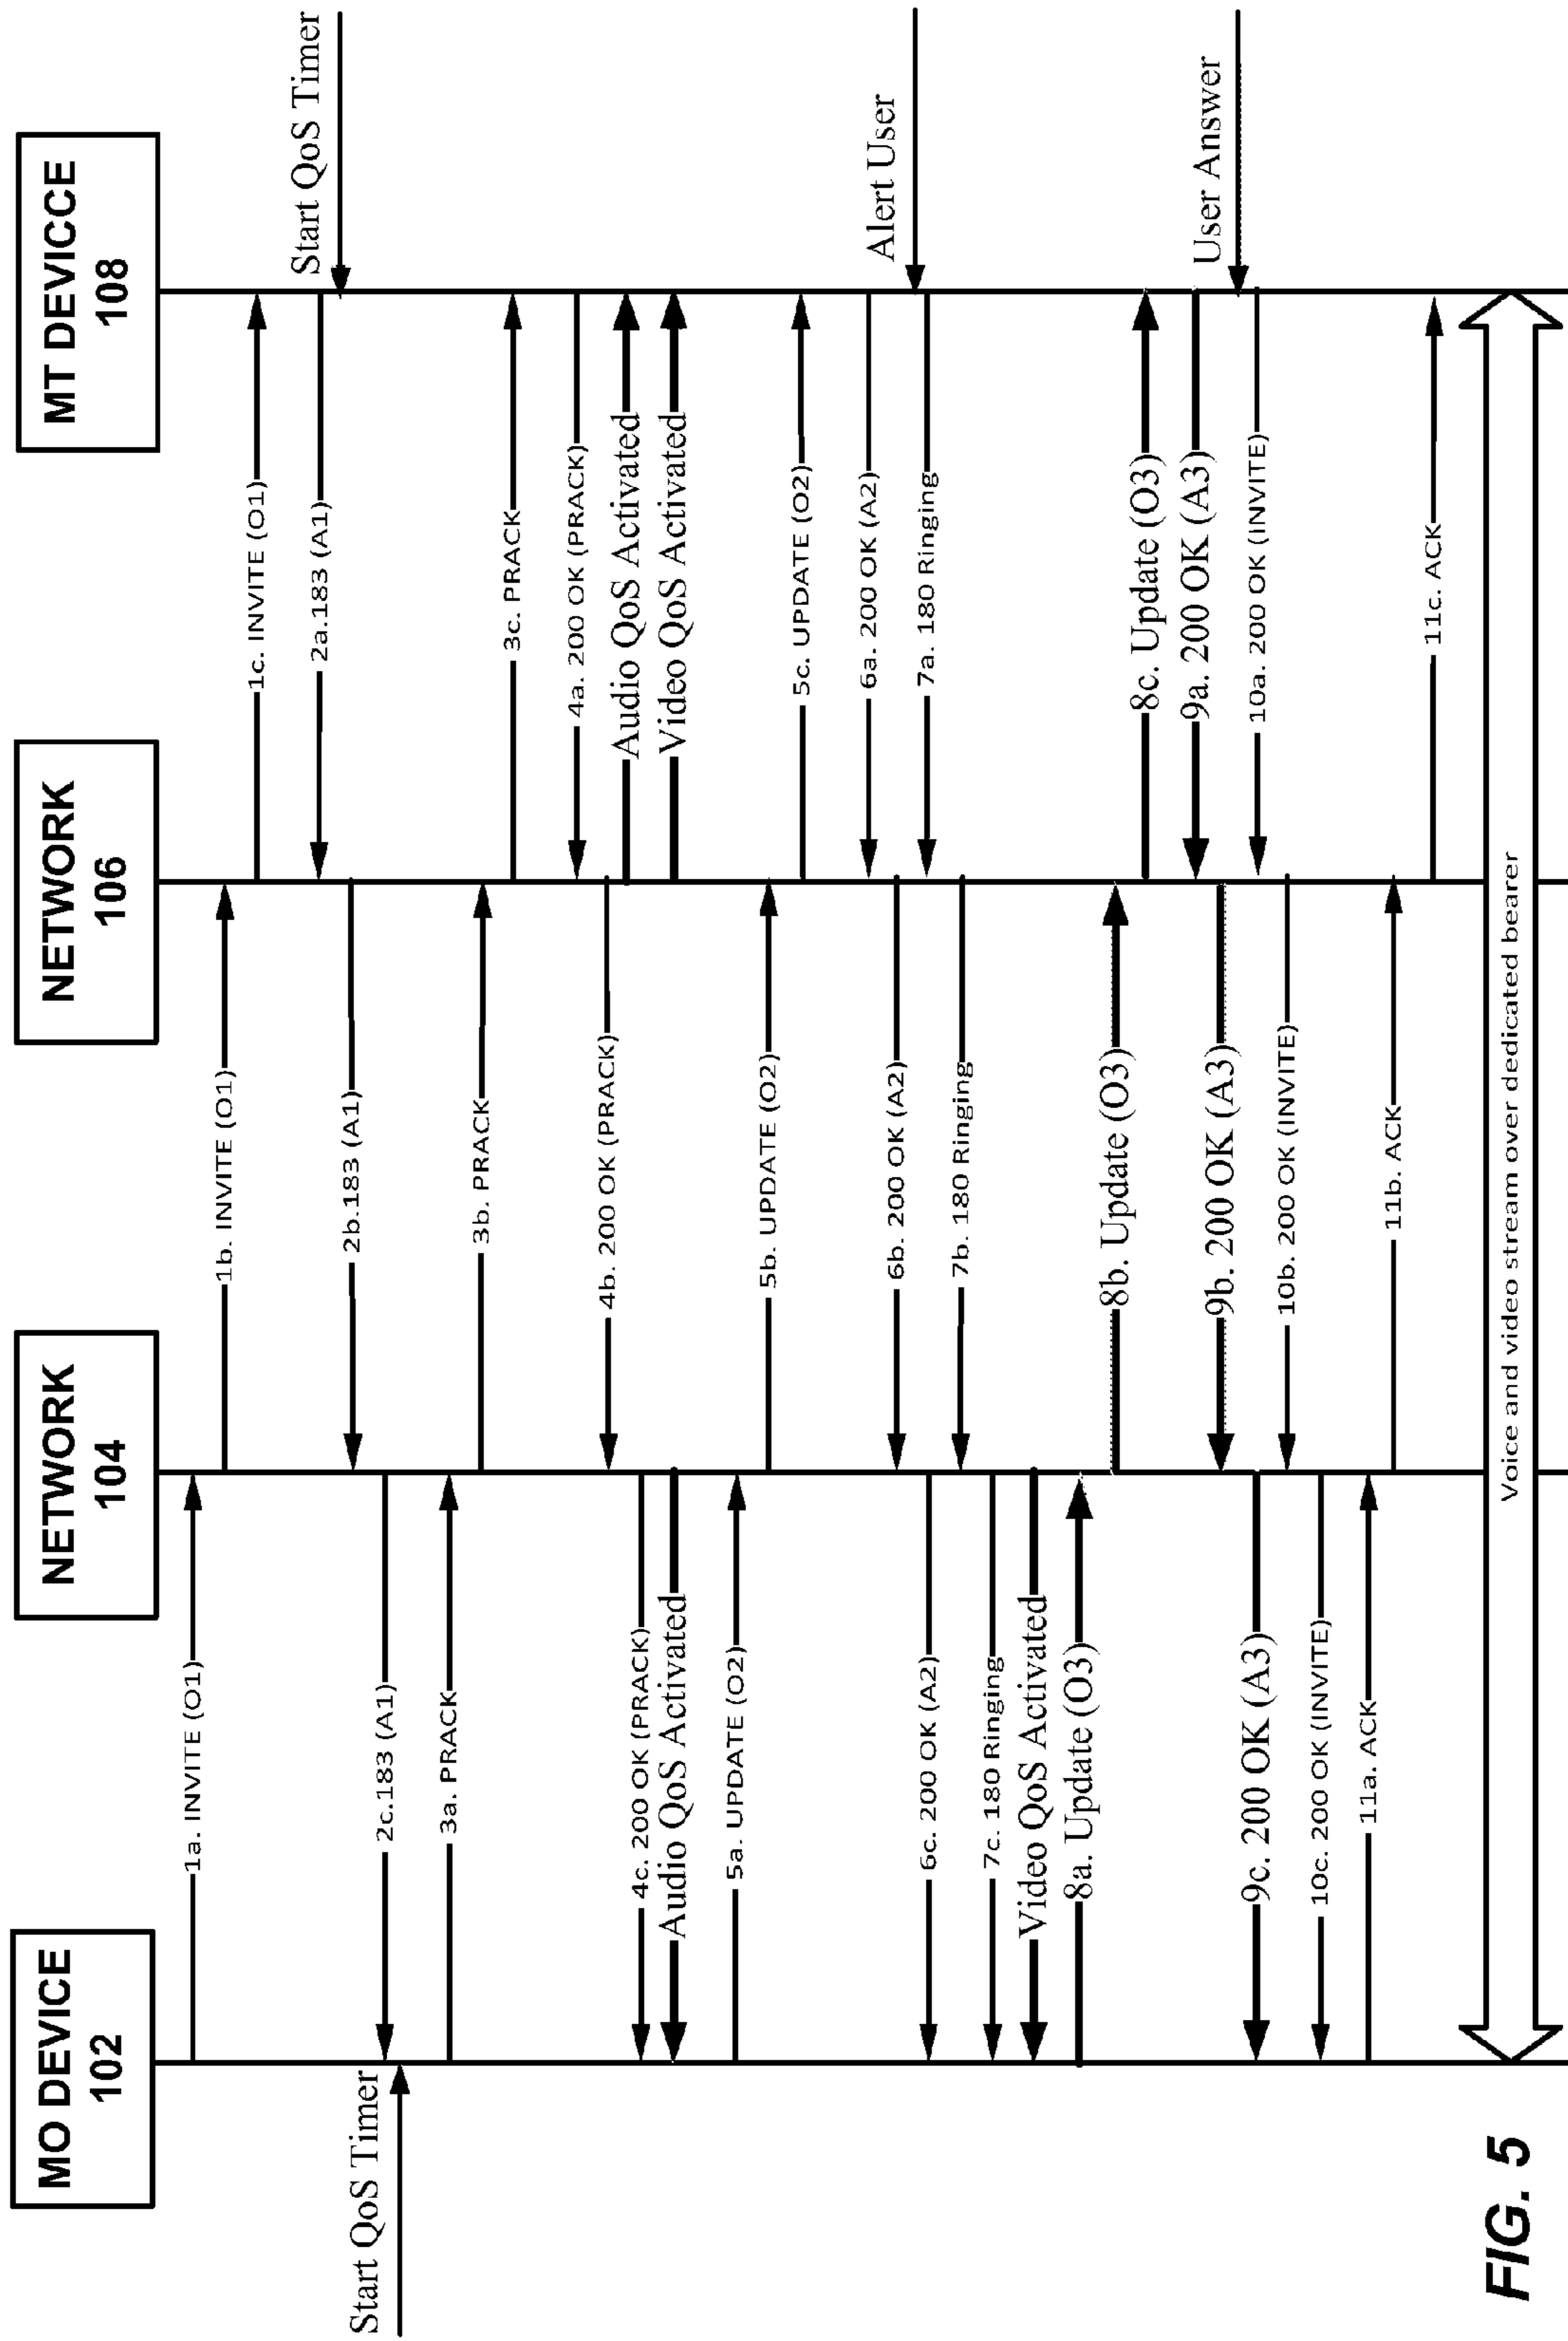 MO DEVICE
102
NETWORK
104
NETWORK
106
MT DEVICCE
108
1a. INVITE (O1)
1b. INVITE (O1)
1c. INVITE (O1)
2a.183 (A1)
Start QoS Timer
2b.183 (A1)
2c.183 (A1)
Start QoS Timer
3a. PRACK
3b. PRACK
3c. PRACK
4a. 200 OK (PRACK)
4b. 200 OK (PRACK)
Audio QoS Activated
4c. 200 OK (PRACK)
Audio QoS Activated
Video QoS Activated
5a. UPDATE (O2)
5b. UPDATE (O2)
5c. UPDATE (O2)
6a. 200 OK (A2)
6b. 200 OK (A2)
Alert User
6c. 200 OK (A2)
7a. 180 Ringing
7b. 180 Ringing
7c. 180 Ringing
Video QoS Activated
8a. Update (O3)
8b. Update (O3)
8c. Update (O3)
9a. 200 OK (A3)
9b. 200 OK (A3)
User Answer
9c. 200 OK (A3)
10a. 200 OK (INVITE)
10b. 200 OK (INVITE)
10c. 200 OK (INVITE)
11a. ACK
11b. ACK
11c. ACK
Voice and video stream over dedicated bearer
FIG. 5